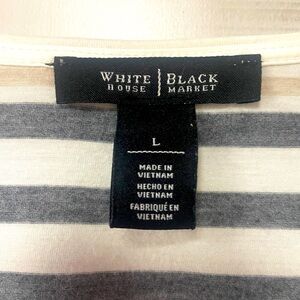 WHITE | BLACK
HOUSE | MARKET
L
MADE IN
VIETNAM
HECHO EN
VIETNAM
FABRIQUÉ EN
VIETNAM